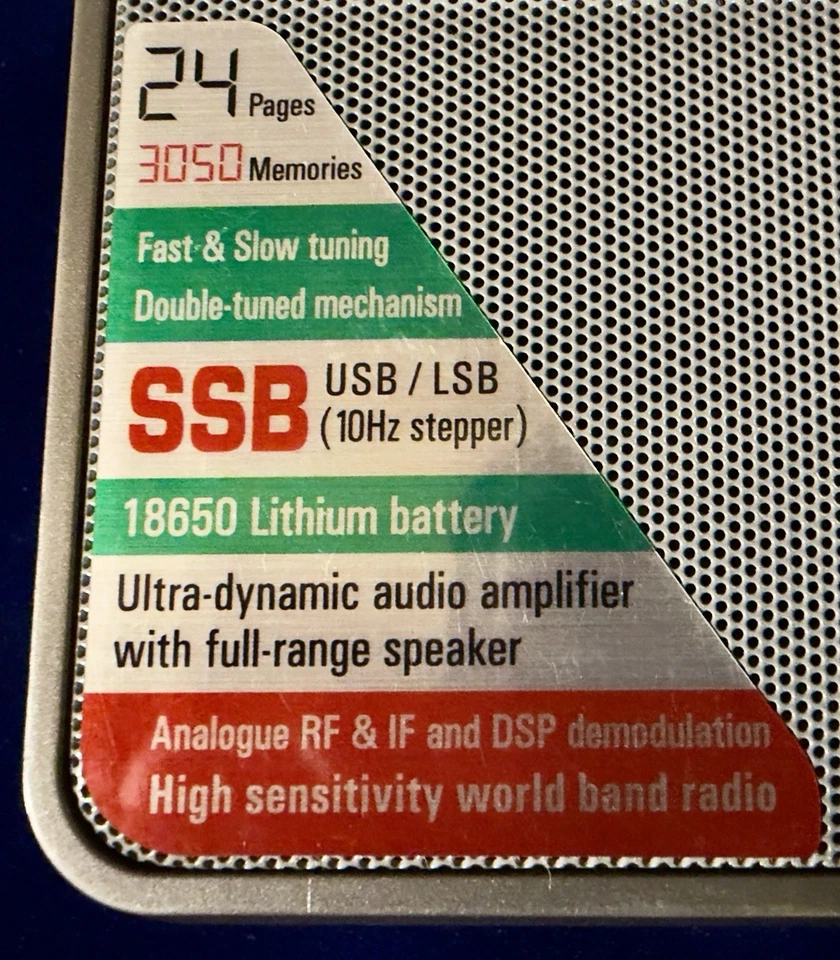 24 Pages
3050 Memories
Fast & Slow tuning
Double-tuned mechanism
SSB USB / LSB
(10Hz stepper)
18650 Lithium battery
Ultra-dynamic audio amplifier
with full-range speaker
Analogue RF & IF and DSP demodulation
High sensitivity world band radio